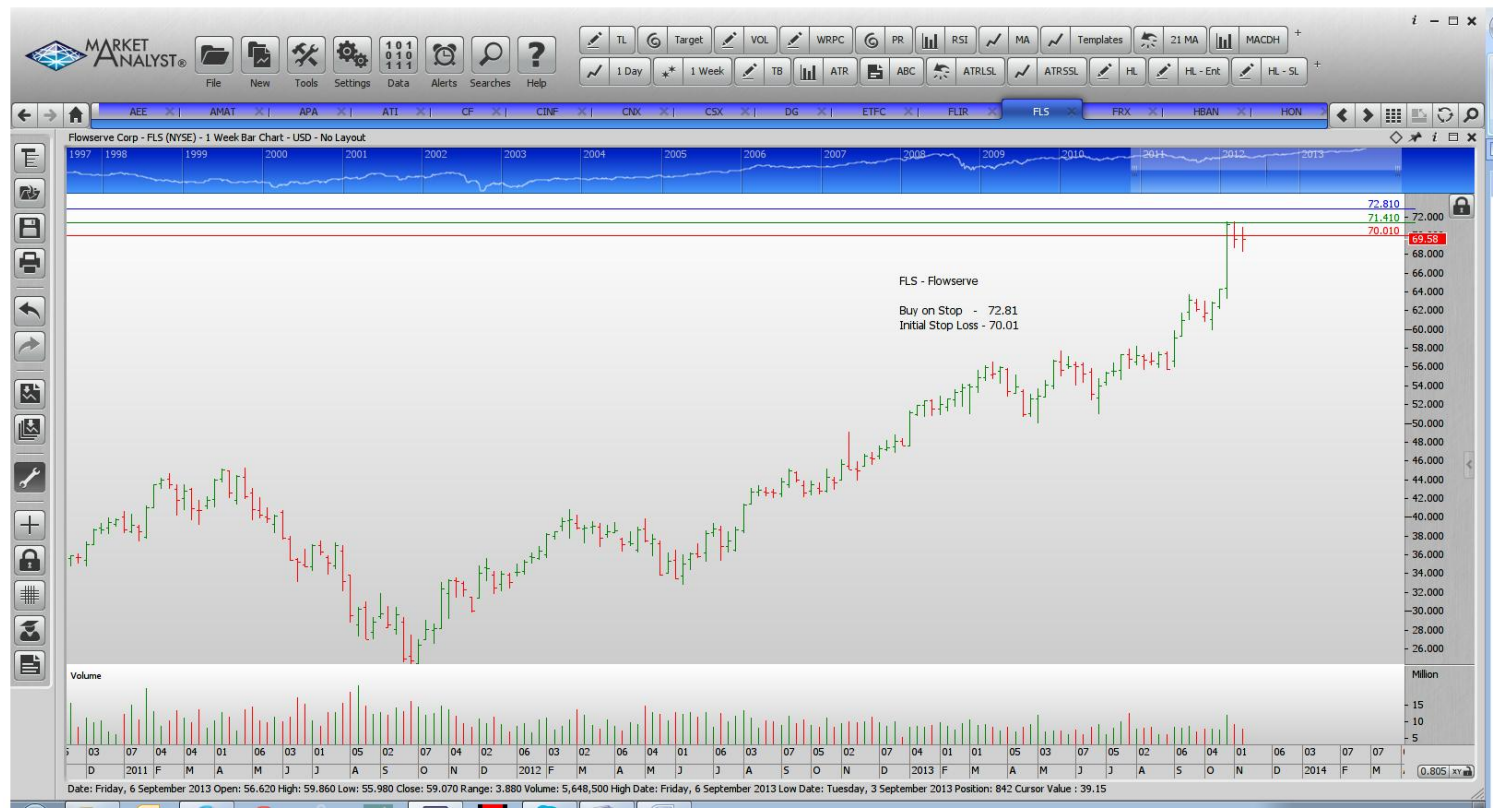 i
MARKET
ANALYST®
File New Tools Settings Data Alerts Searches Help
TL Target VOL WRPC PR RSI MA Templates 21 MA MACDH +
1 Day 1 Week TB ATR ABC ATRLSL ATRSSL HL HL - Ent HL - SL +
AEE AMAT APA ATI CF CINF CNX CSX DG ETFC FLIR FLS FRX HBAN HON
Flowserve Corp - FLS (NYSE) - 1 Week Bar Chart - USD - No Layout
1997 1998 1999 2000 2001 2002 2003 2004 2005 2006 2007 2008 2009 2010 2011 2012 2013
72.810
71.410
70.010
72.000
69.58
68.000
66.000
64.000
62.000
60.000
58.000
56.000
54.000
52.000
50.000
48.000
46.000
44.000
42.000
40.000
38.000
36.000
34.000
32.000
30.000
28.000
26.000
FLS - Flowserve
Buy on Stop - 72.81
Initial Stop Loss - 70.01
Volume
Million
15
10
5
03 07 04 04 01 06 03 01 05 02 07 04 02 06 03 02 06 04 01 06 03 07 05 02 07 04 01 01 05 03 07 05 02 06 04 01 06 03 07 07
D 2011 F M A M J J A S O N D 2012 F M A M J J A S O N D 2013 F M A M J J A S O N D 2014 F M
0.805 XY
Date: Friday, 6 September 2013 Open: 56.620 High: 59.860 Low: 55.980 Close: 59.070 Range: 3.880 Volume: 5,648,500 High Date: Friday, 6 September 2013 Low Date: Tuesday, 3 September 2013 Position: 842 Cursor Value : 39.15